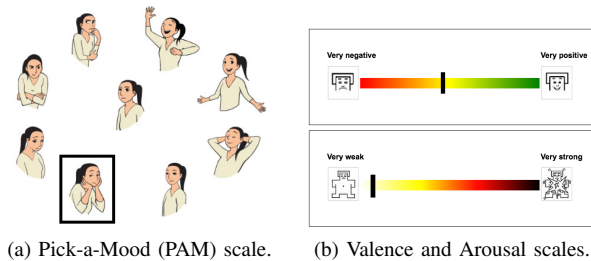 Very negative Very positive
Very weak Very strong
(a) Pick-a-Mood (PAM) scale. (b) Valence and Arousal scales.